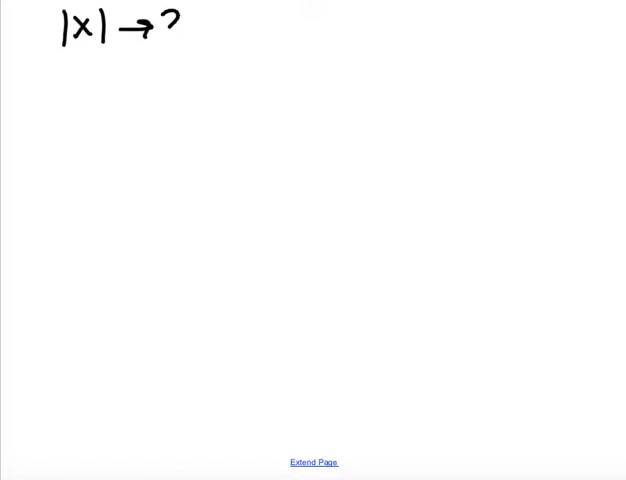 |x| → ?
Extend Page